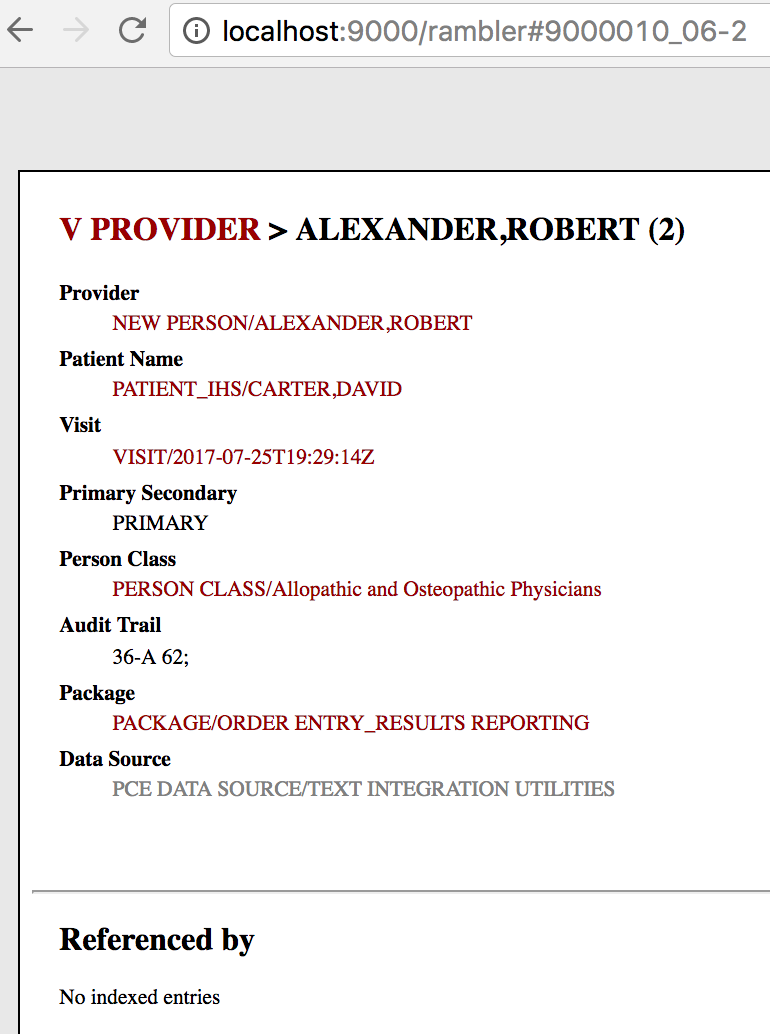 localhost:9000/rambler#9000010_06-2
V PROVIDER > ALEXANDER,ROBERT (2)
Provider
NEW PERSON/ALEXANDER,ROBERT
Patient Name
PATIENT_IHS/CARTER,DAVID
Visit
VISIT/2017-07-25T19:29:14Z
Primary Secondary
PRIMARY
Person Class
PERSON CLASS/Allopathic and Osteopathic Physicians
Audit Trail
36-A 62;
Package
PACKAGE/ORDER ENTRY_RESULTS REPORTING
Data Source
PCE DATA SOURCE/TEXT INTEGRATION UTILITIES
Referenced by
No indexed entries